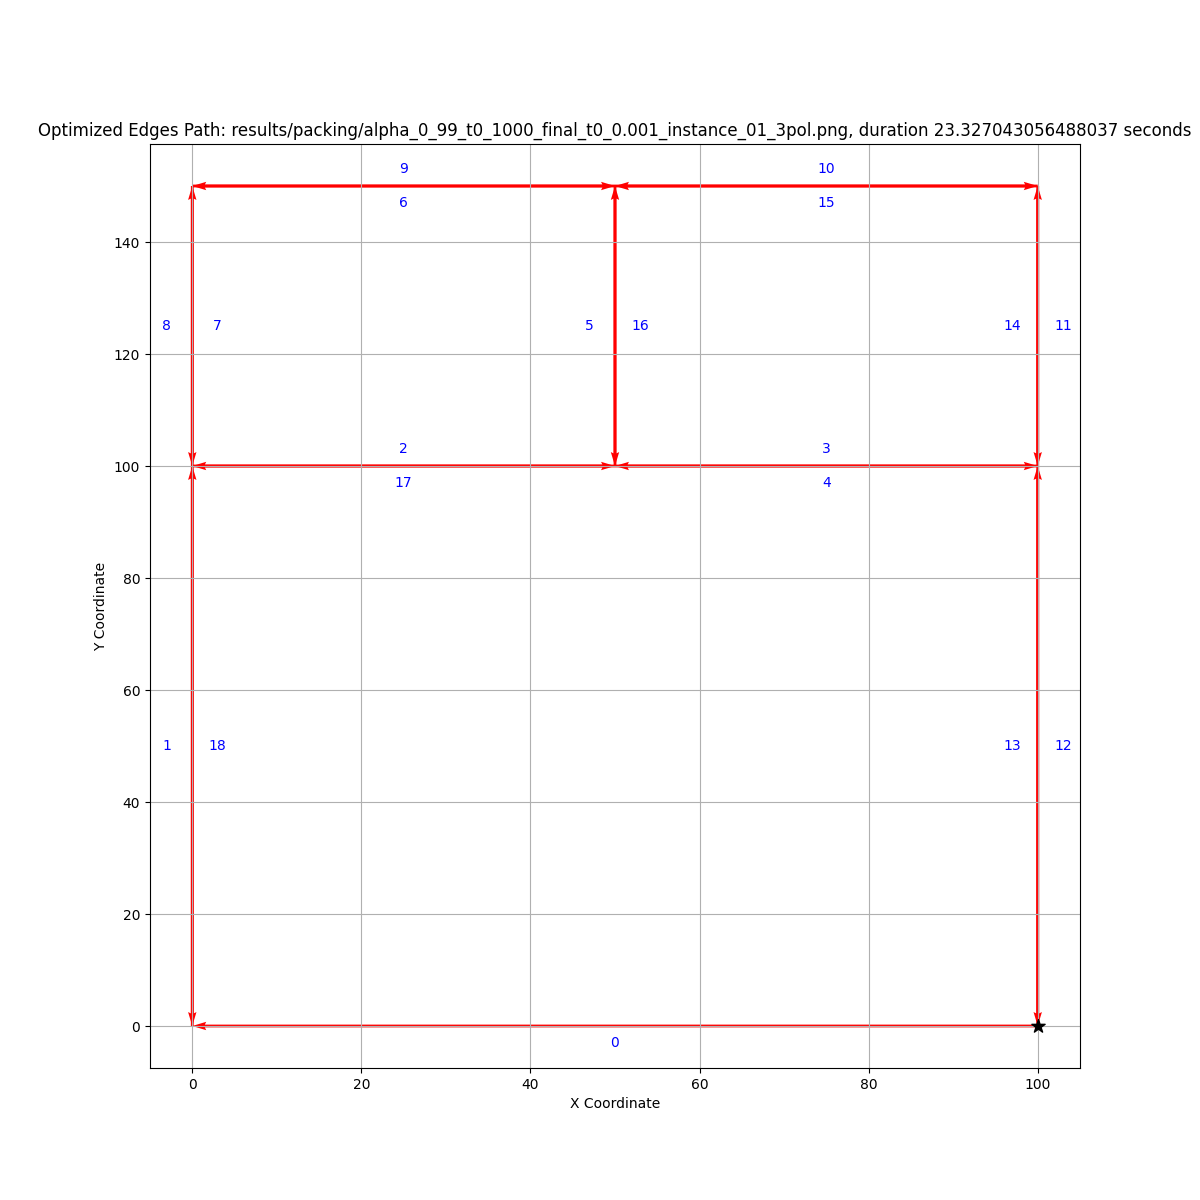 Optimized Edges Path: results/packing/alpha_0_99_t0_1000_final_t0_0.001_instance_01_3pol.png, duration 23.327043056488037 seconds
9 10
6 15
140
8 7 5 16 14 11
120
2 3
100
17 4
80
Y Coordinate
60
1 18 13 12
40
20
0
0
0 20 40 60 80 100
X Coordinate